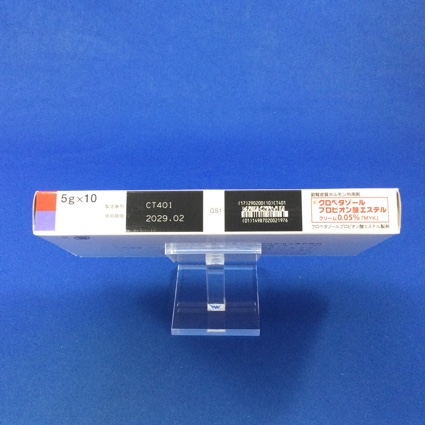 5g×10
製造番号
CT401
使用期限
2029.02
GS1
(17)290200(10)CT401
(01)14987020021976
副腎皮質ホルモン外用剤
クロベタゾール
プロピオン酸エステル
クリーム0.05%「MYK」
クロベタゾールプロピオン酸エステル製剤